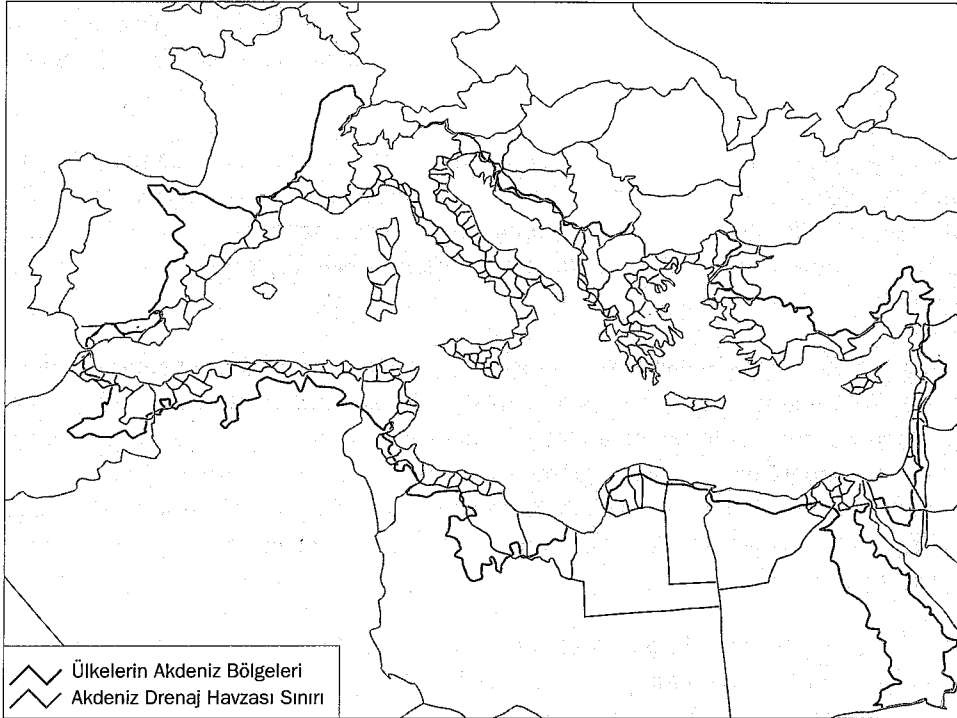 Ülkelerin Akdeniz Bölgeleri
Akdeniz Drenaj Havzası Sınırı